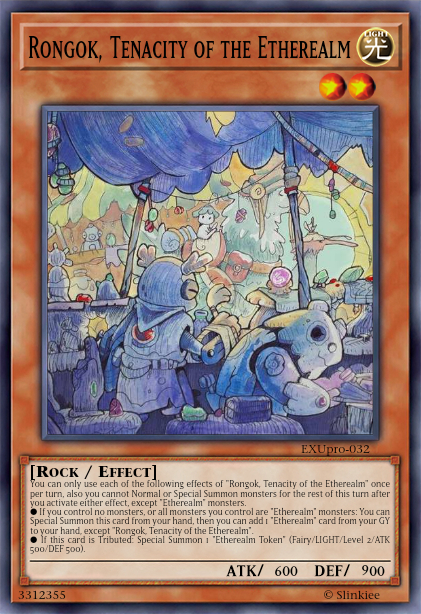 Rongok, Tenacity of the Etherealm
LIGHT
光
EXUpro-032
[Rock / Effect]
You can only use each of the following effects of "Rongok, Tenacity of the Etherealm" once
per turn, also you cannot Normal or Special Summon monsters for the rest of this turn after
you activate either effect, except "Etherealm" monsters.
● If you control no monsters, or all monsters you control are "Etherealm" monsters: You can
Special Summon this card from your hand, then you can add 1 "Etherealm" card from your GY
to your hand, except "Rongok, Tenacity of the Etherealm".
● If this card is Tributed: Special Summon 1 "Etherealm Token" (Fairy/LIGHT/Level 2/ATK
500/DEF 500).
ATK/ 600 DEF/ 900
3312355 © Slinkiee